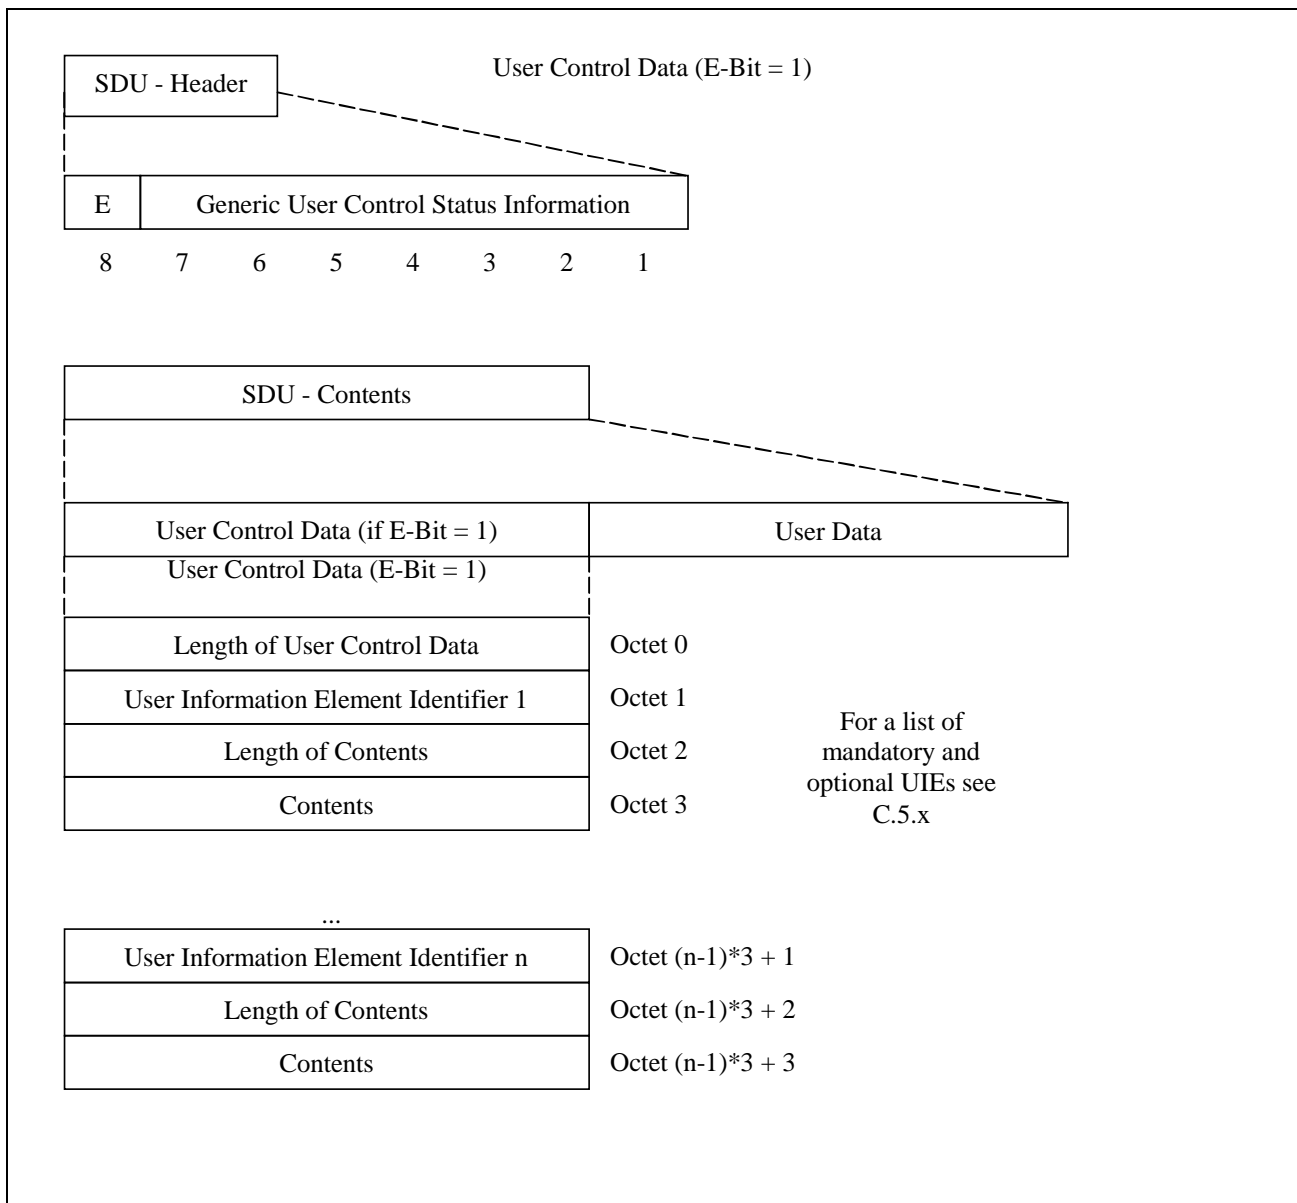 User Control Data (E-Bit = 1)
SDU - Header
E
Generic User Control Status Information
8 7 6 5 4 3 2 1
SDU - Contents
User Control Data (if E-Bit = 1)
User Data
User Control Data (E-Bit = 1)
Length of User Control Data
Octet 0
User Information Element Identifier 1
Octet 1
Length of Contents
Octet 2
Contents
Octet 3
For a list of
mandatory and
optional UIEs see
C.5.x
...
User Information Element Identifier n
Octet (n-1)*3 + 1
Length of Contents
Octet (n-1)*3 + 2
Contents
Octet (n-1)*3 + 3